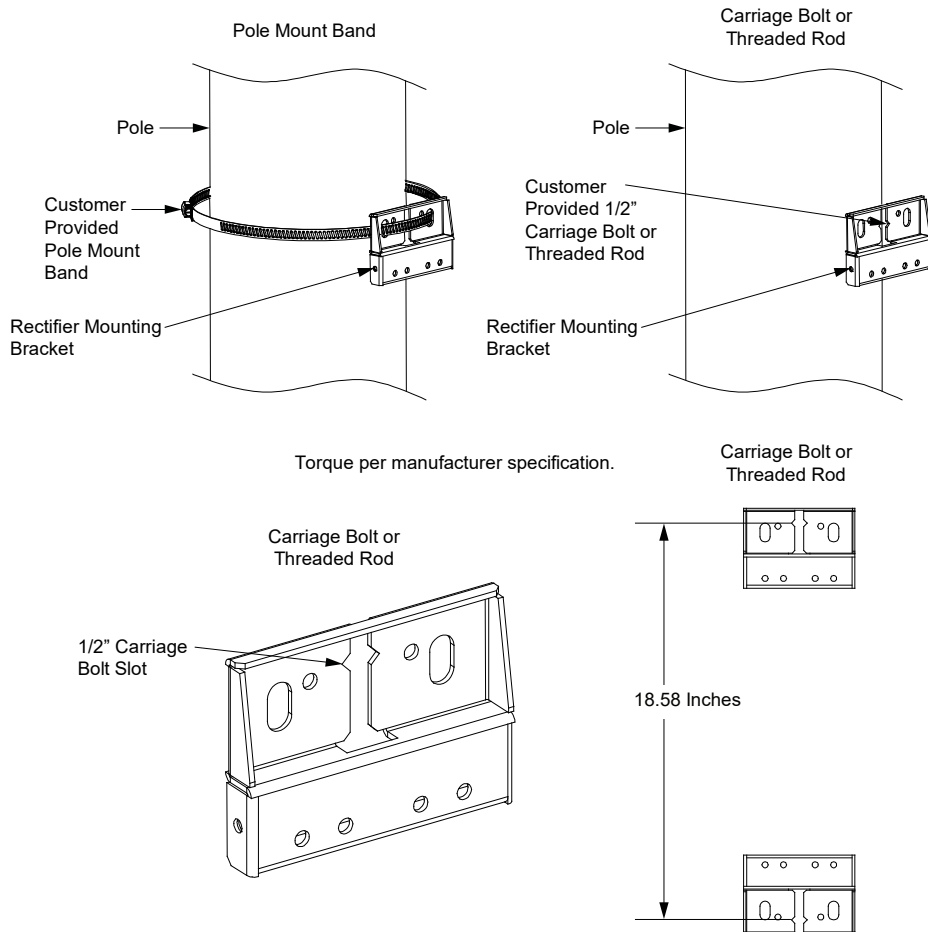 Pole Mount Band
Pole
Customer
Provided
Pole Mount
Band
Rectifier Mounting
Bracket
Carriage Bolt or
Threaded Rod
Pole
Customer
Provided 1/2”
Carriage Bolt or
Threaded Rod
Rectifier Mounting
Bracket
Torque per manufacturer specification.
Carriage Bolt or
Threaded Rod
1/2” Carriage
Bolt Slot
Carriage Bolt or
Threaded Rod
18.58 Inches